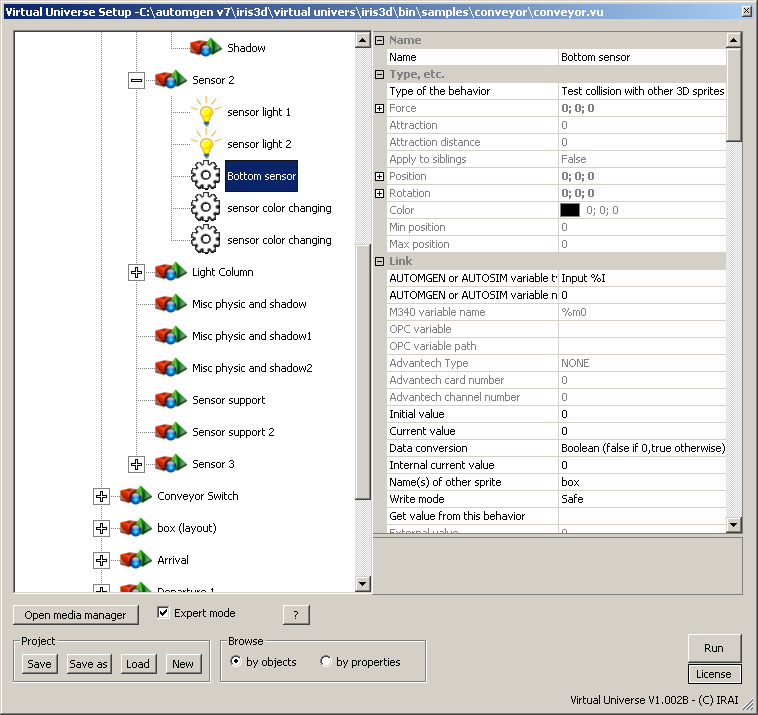 Virtual Universe Setup -C:\automgen v7\iris3d\virtual univers\iris3d\bin\samples\conveyor\conveyor.vu
Shadow
Sensor 2
sensor light 1
sensor light 2
Bottom sensor
sensor color changing
sensor color changing
Light Column
Misc physic and shadow
Misc physic and shadow1
Misc physic and shadow2
Sensor support
Sensor support 2
Sensor 3
Conveyor Switch
box (layout)
Arrival
Departure 1
Name
Name Bottom sensor
Type, etc.
Type of the behavior Test collision with other 3D sprites
Force 0; 0; 0
Attraction 0
Attraction distance 0
Apply to siblings False
Position 0; 0; 0
Rotation 0; 0; 0
Color 0; 0; 0
Min position 0
Max position 0
Link
AUTOMGEN or AUTOSIM variable ty Input %I
AUTOMGEN or AUTOSIM variable n 0
M340 variable name %m0
OPC variable
OPC variable path
Advantech Type NONE
Advantech card number 0
Advantech channel number 0
Initial value 0
Current value 0
Data conversion Boolean (false if 0,true otherwise)
Internal current value 0
Name(s) of other sprite box
Write mode Safe
Get value from this behavior
External value 0
Open media manager Expert mode ?
Project Browse
Save Save as Load New by objects by properties
Run
License
Virtual Universe V1.002B - (C) IRAI